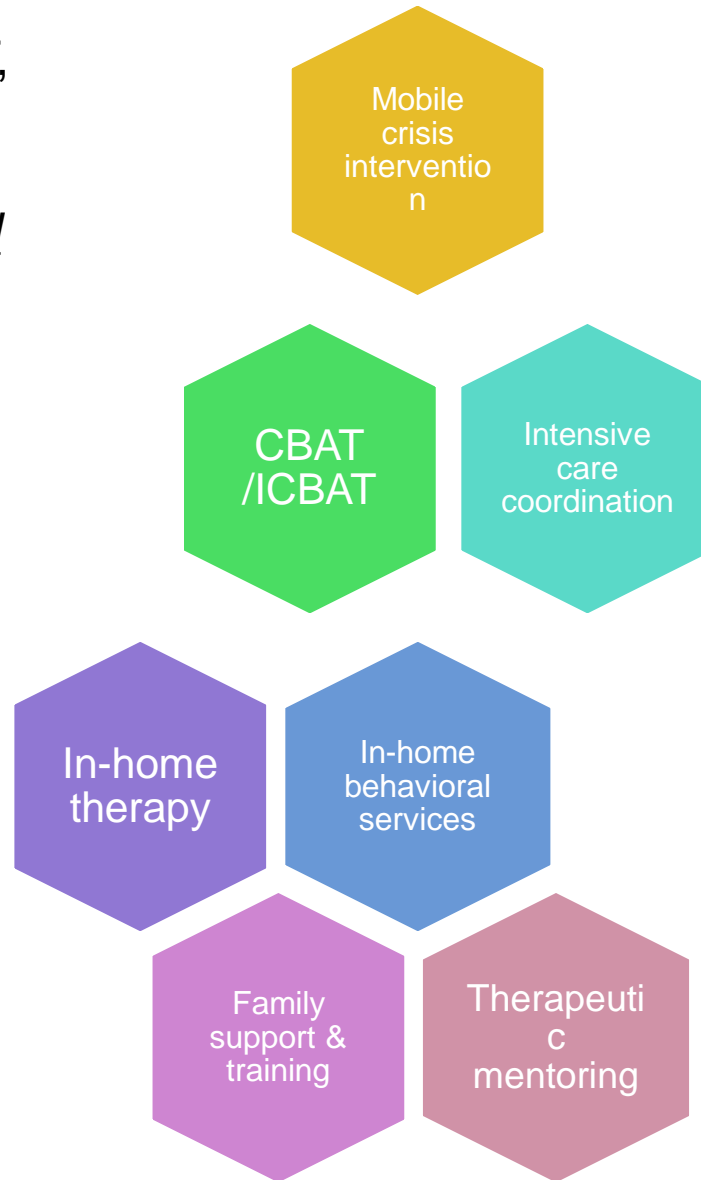 ;
Mobile
crisis
interventio
n
CBAT
/ICBAT
Intensive
care
coordination
In-home
therapy
In-home
behavioral
services
Family
support &
training
Therapeuti
c
mentoring